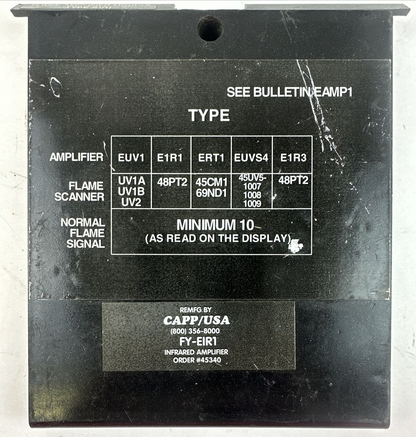 SEE BULLETIN EAMP1
TYPE
AMPLIFIER EUV1 E1R1 ERT1 EUVS4 E1R3
FLAME SCANNER UV1A UV1B UV2 48PT2 45CM1 69ND1 45UV5-1007 1008 1009 48PT2
NORMAL FLAME SIGNAL MINIMUM 10 (AS READ ON THE DISPLAY)
REMFG BY
CAPP/USA
(800) 356-8000
FY-EIR1
INFRARED AMPLIFIER
ORDER #45340